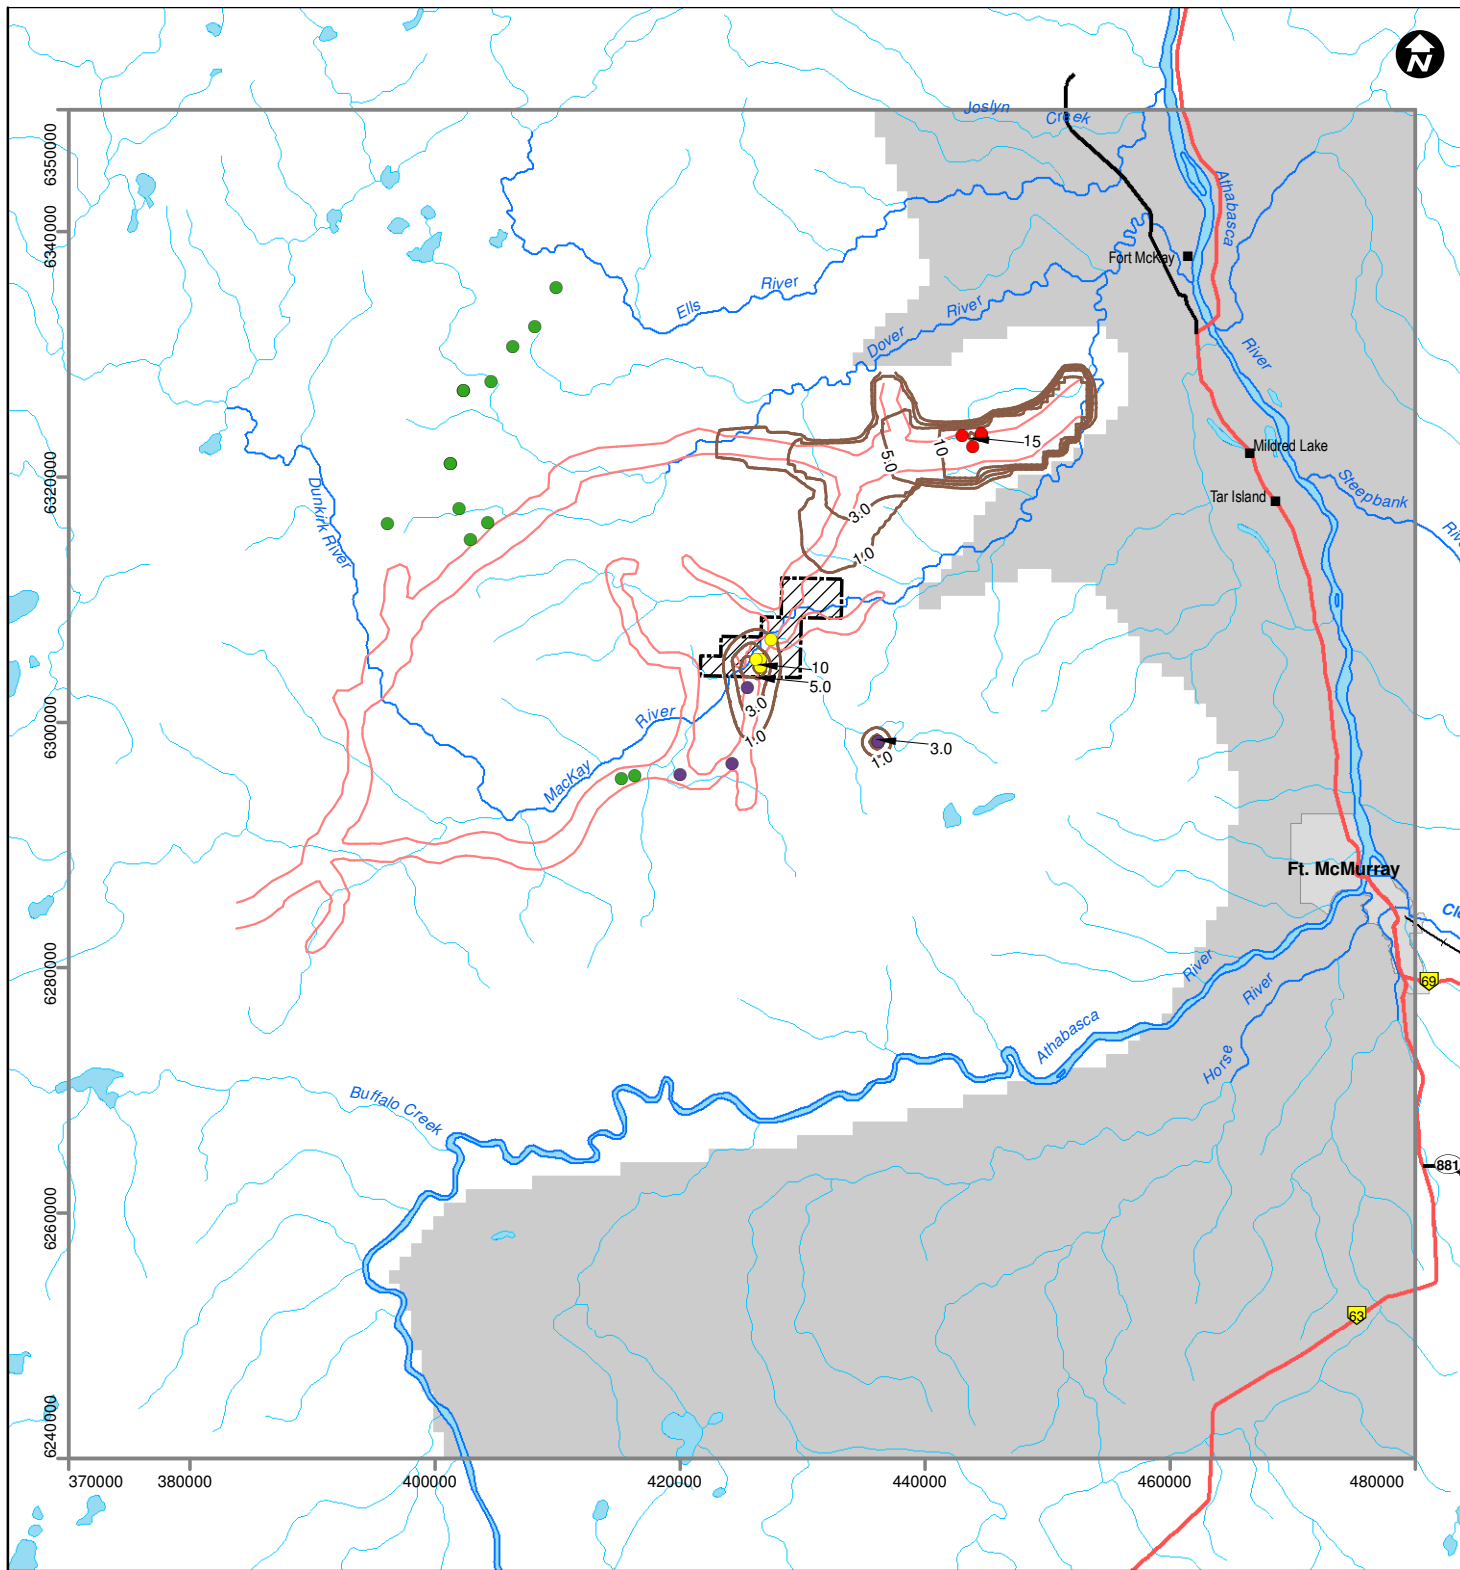 N
Joslyn
Creek
6350000
Athabasca
6340000
Fort McKay
River
Ells
River
Dover
River
River
15
10
5.0
Mildred Lake
Tar Island
Steepbank
6320000
Dunkirk River
3.0
1.0
10
5.0
3.0
1.0
River
3.0
1.0
6300000
MacKay
Ft. McMurray
6280000
River
River
69
Athabasca
Horse
Buffalo Creek
881
6260000
63
6240000
370000
380000
400000
420000
440000
460000
480000